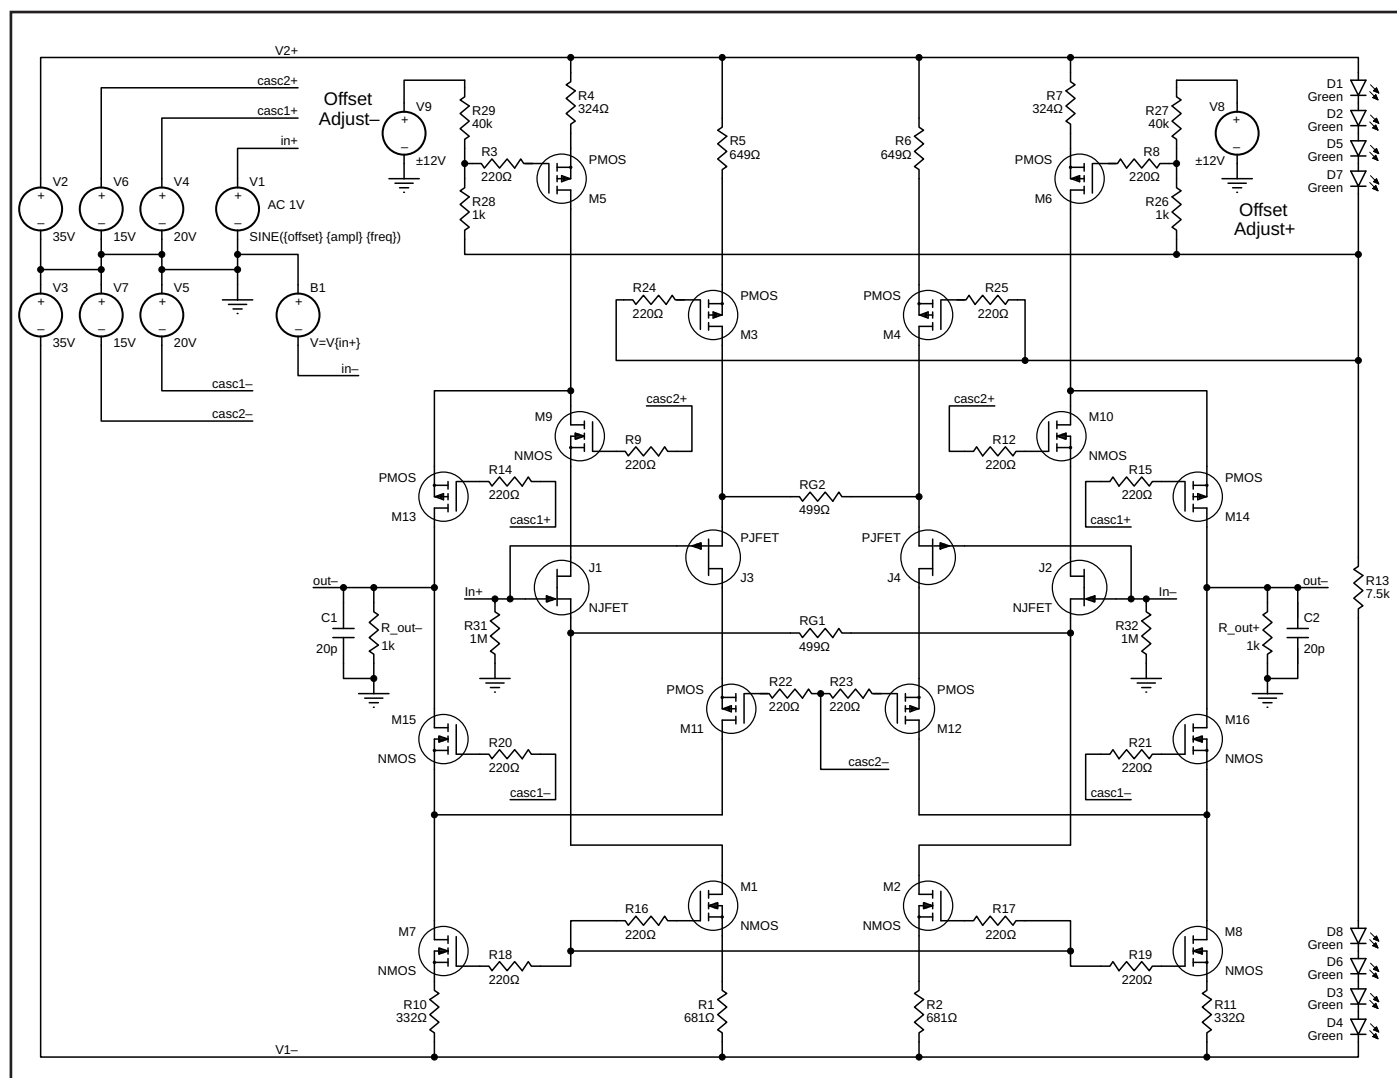 V2+
casc2+
casc1+
in+
V2
+
–
35V
V6
+
–
15V
V4
+
–
20V
V1
+
–
AC 1V
SINE({offset} {ampl} {freq})
V3
+
–
35V
V7
+
–
15V
V5
+
–
20V
B1
+
–
V=V{in+}
in–
casc1–
casc2–
Offset
Adjust–
V9
+
–
±12V
R29
40k
R3
220Ω
R28
1k
R4
324Ω
PMOS
M5
R5
649Ω
R6
649Ω
R7
324Ω
PMOS
M6
R8
220Ω
R27
40k
R26
1k
V8
+
–
±12V
Offset
Adjust+
D1
Green
D2
Green
D5
Green
D7
Green
R24
220Ω
PMOS
M3
PMOS
M4
R25
220Ω
M9
NMOS
casc2+
R9
220Ω
casc2+
R12
220Ω
M10
NMOS
PMOS
M13
R14
220Ω
casc1+
RG2
499Ω
R15
220Ω
casc1+
PMOS
M14
PJFET
J3
PJFET
J4
out–
C1
20p
R_out–
1k
In+
R31
1M
J1
NJFET
RG1
499Ω
J2
NJFET
In–
R32
1M
out–
R_out+
1k
C2
20p
R13
7.5k
PMOS
M11
R22
220Ω
R23
220Ω
PMOS
M12
casc2–
M15
NMOS
R20
220Ω
casc1–
R21
220Ω
casc1–
M16
NMOS
M7
NMOS
R18
220Ω
R16
220Ω
M1
NMOS
M2
NMOS
R17
220Ω
R19
220Ω
M8
NMOS
R10
332Ω
R1
681Ω
R2
681Ω
R11
332Ω
D8
Green
D6
Green
D3
Green
D4
Green
V1–